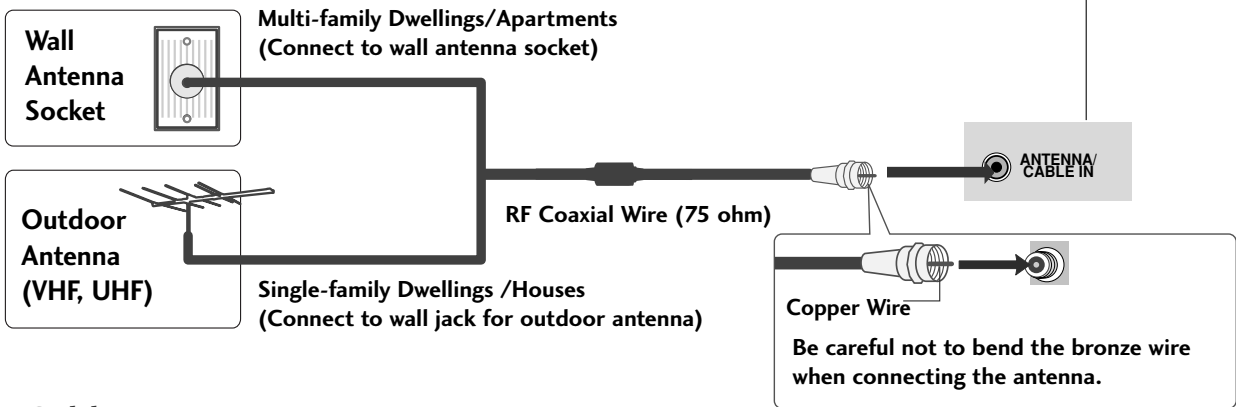 Wall
Antenna
Socket
Multi-family Dwellings/Apartments
(Connect to wall antenna socket)
Outdoor
Antenna
(VHF, UHF)
Single-family Dwellings /Houses
(Connect to wall jack for outdoor antenna)
RF Coaxial Wire (75 ohm)
ANTENNA/
CABLE IN
Copper Wire
Be careful not to bend the bronze wire
when connecting the antenna.